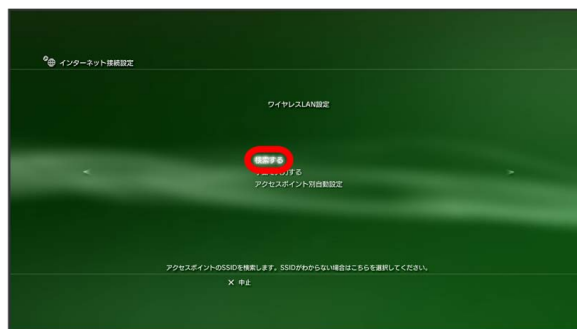 インターネット接続設定
ワイヤレスLAN設定
検索する
する
アクセスポイント別自動設定
アクセスポイントのSSIDを検索します。SSIDがわからない場合はこちらを選択してください。
✕ 中止